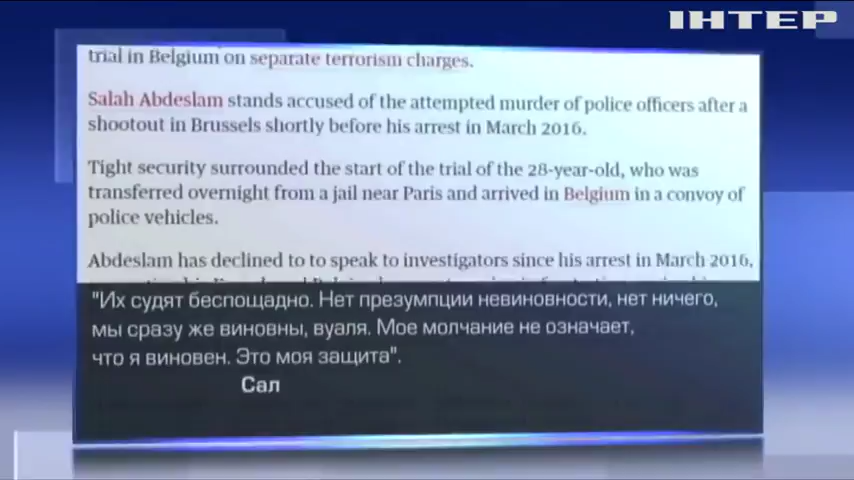 ІНТЕР
trial in Belgium on separate terrorism charges.
Salah Abdeslam stands accused of the attempted murder of police officers after a
shootout in Brussels shortly before his arrest in March 2016.
Tight security surrounded the start of the trial of the 28-year-old, who was
transferred overnight from a jail near Paris and arrived in Belgium in a convoy of
police vehicles.
Abdeslam has declined to to speak to investigators since his arrest in March 2016,
"Их судят беспощадно. Нет презумпции невиновности, нет ничего,
мы сразу же виновны, вуаля. Мое молчание не означает,
что я виновен. Это моя защита".
Сал